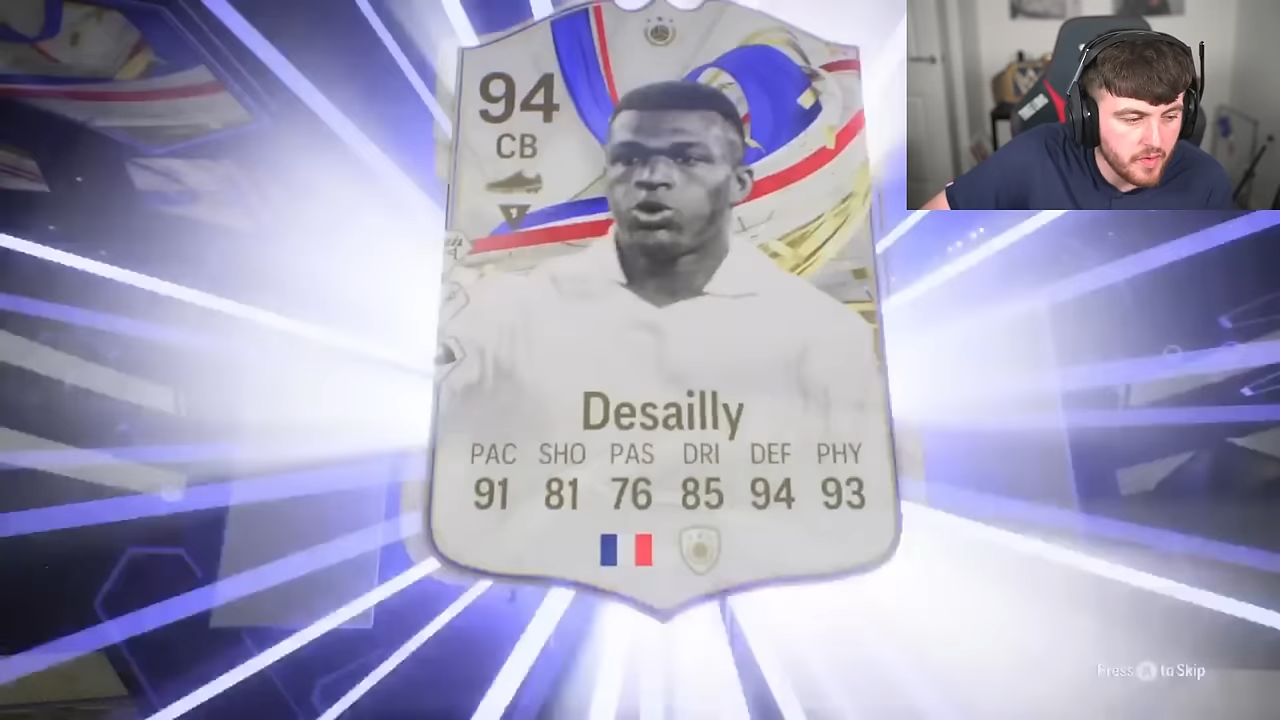 94
CB
Desailly
PAC SHO PAS DRI DEF PHY
91 81 76 85 94 93
Press A to Skip